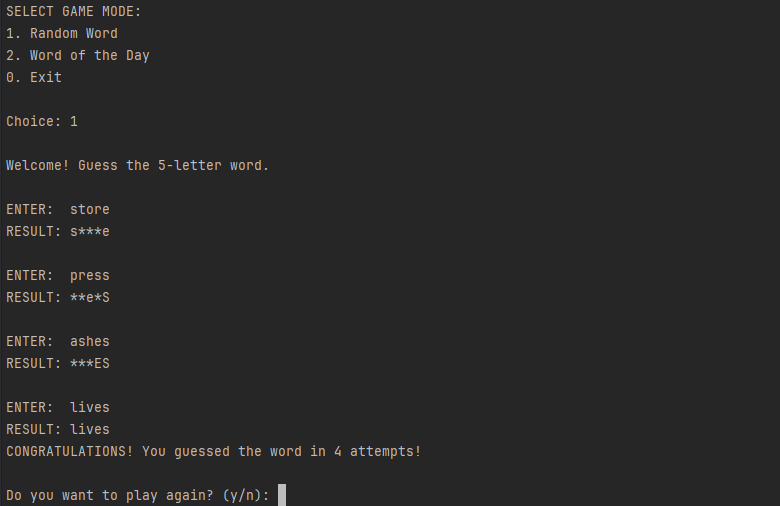 SELECT GAME MODE:
1. Random Word
2. Word of the Day
0. Exit
Choice: 1
Welcome! Guess the 5-letter word.
ENTER:  store
RESULT: s***e
ENTER:  press
RESULT: **e*S
ENTER:  ashes
RESULT: ***ES
ENTER:  lives
RESULT: lives
CONGRATULATIONS! You guessed the word in 4 attempts!
Do you want to play again? (y/n):